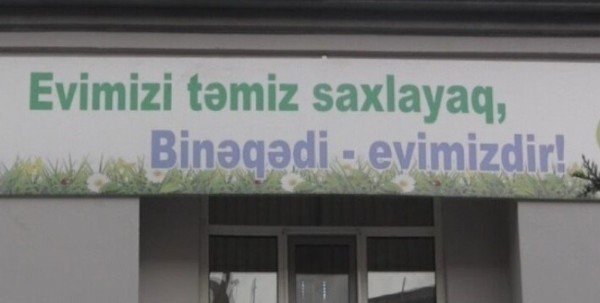 Evimizi təmiz saxlayaq,
Binəqədi - evimizdir!